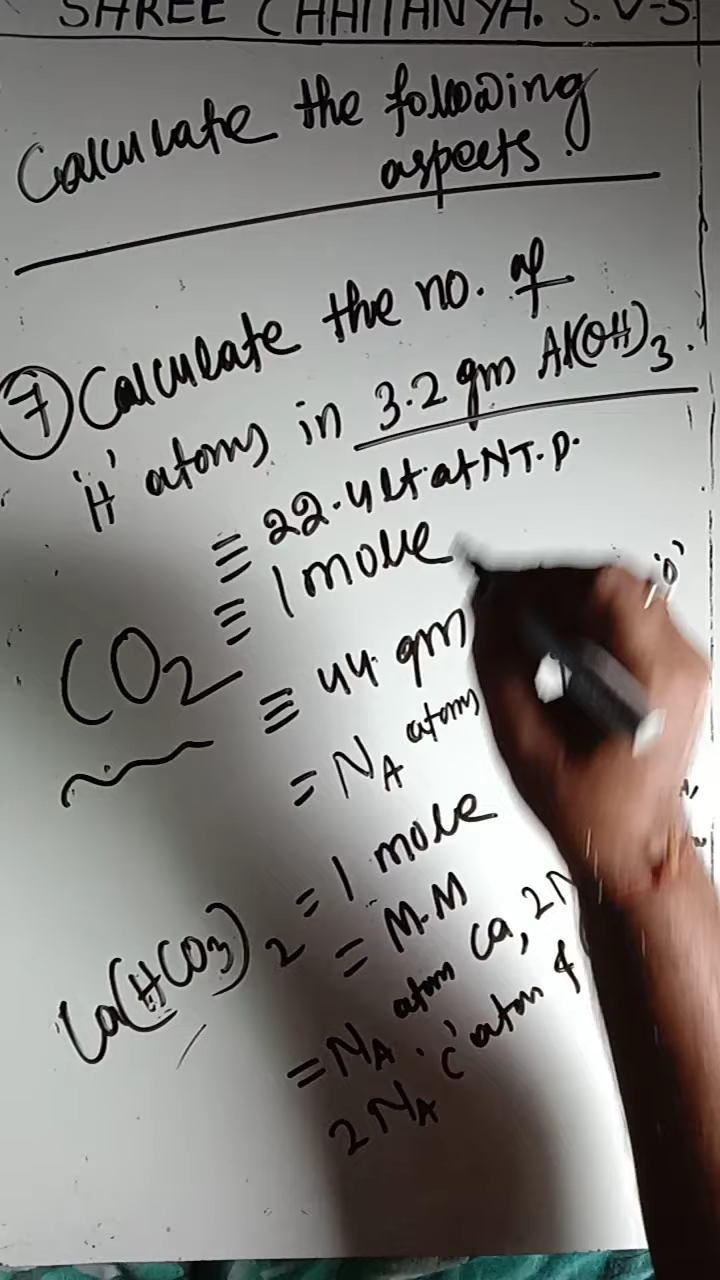 SHREE CHAITANYA. S. V-S.
Calculate the following
aspects.
7 Calculate the no. of
'H' atoms in 3.2 gm Al(OH)3.
≡ 22.4 lt at N.T.P.
≡ 1 mole
CO2
≡ 44 gm
'O'
= NA atoms
Ca(HCO3)2 = 1 mole
= M.M
= NA atom Ca, 2N
2NA 'C' atom &